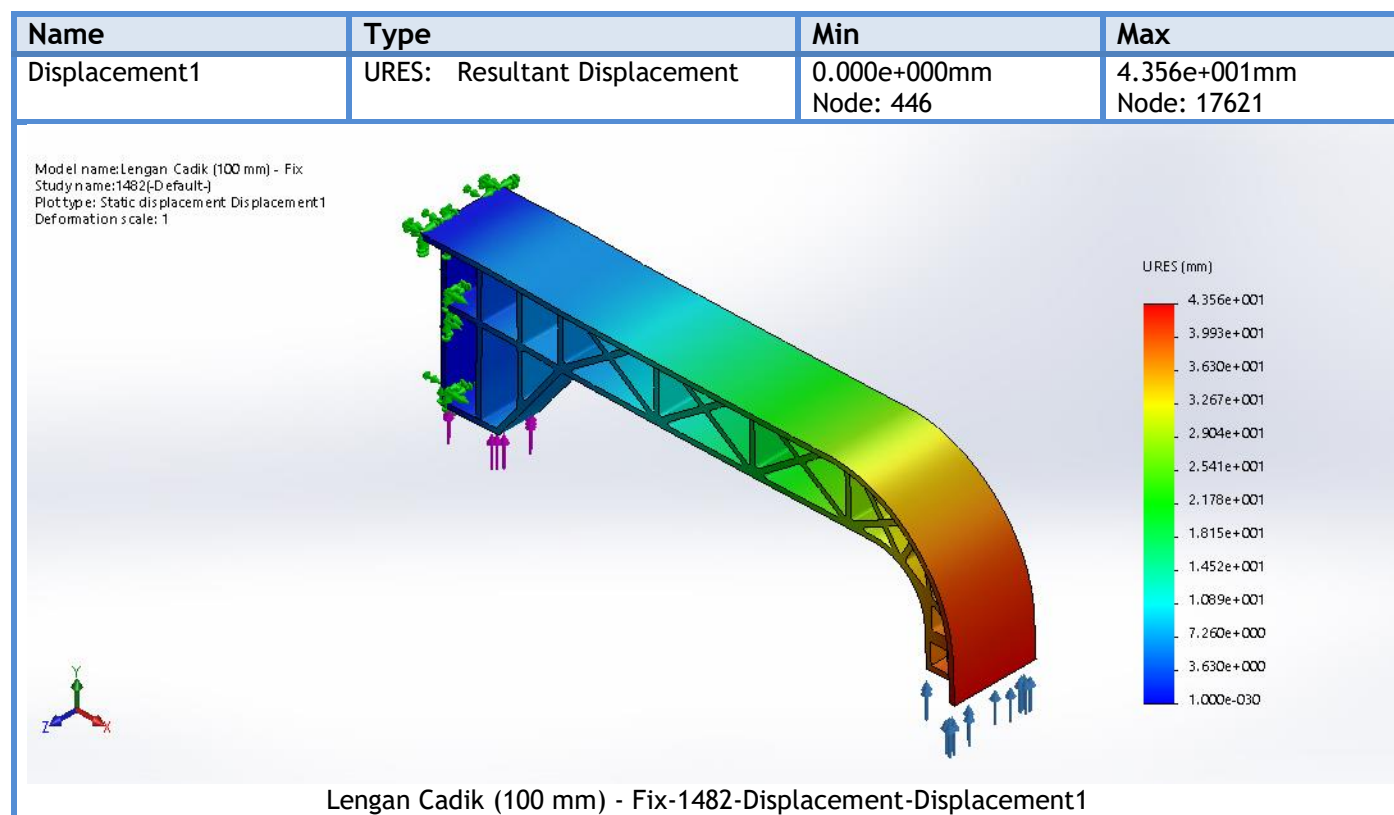 Name Type Min Max
Displacement1 URES: Resultant Displacement 0.000e+000mm 4.356e+001mm
Node: 446 Node: 17621
Model name:Lengan Cadik (100 mm) - Fix
Study name:1482(-Default-)
Plot type: Static displacement Displacement1
Deformation scale: 1
URES (mm)
4.356e+001
3.993e+001
3.630e+001
3.267e+001
2.904e+001
2.541e+001
2.178e+001
1.815e+001
1.452e+001
1.089e+001
7.260e+000
3.630e+000
1.000e-030
Y
Z X
Lengan Cadik (100 mm) - Fix-1482-Displacement-Displacement1